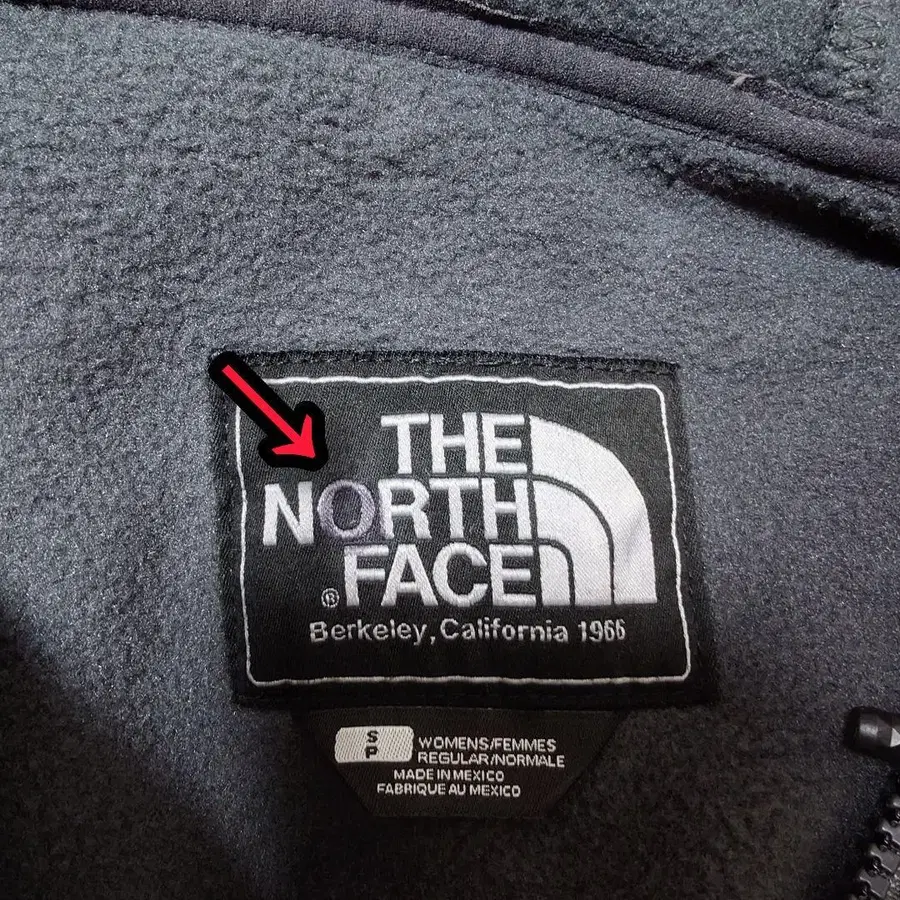 THE
NORTH
FACE
®
Berkeley, California 1966
S
P
WOMENS/FEMMES
REGULAR/NORMALE
MADE IN MEXICO
FABRIQUE AU MEXICO